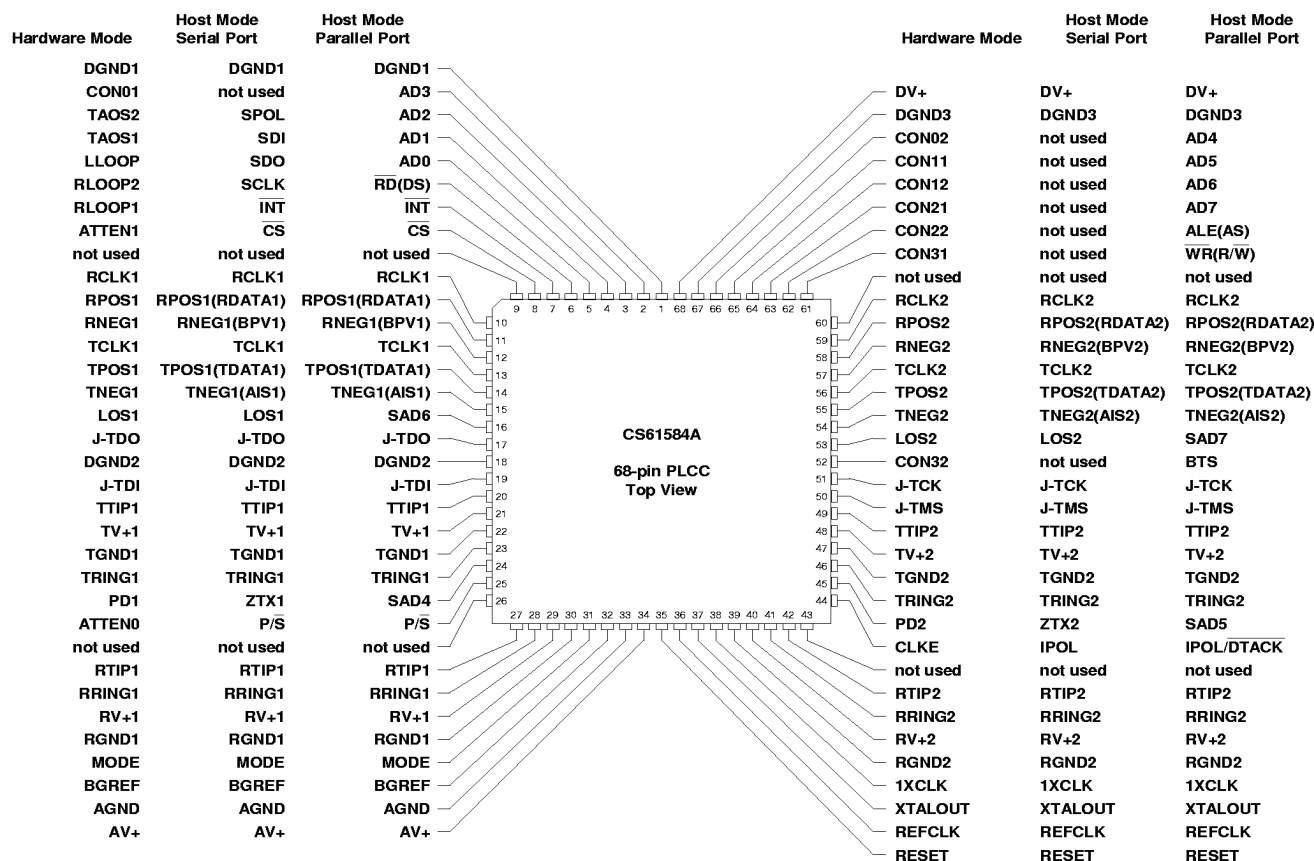 Hardware Mode Host Mode Serial Port Host Mode Parallel Port
DGND1 DGND1 DGND1
CON01 not used AD3
TAOS2 SPOL AD2
TAOS1 SDI AD1
LLOOP SDO AD0
RLOOP2 SCLK RD(DS)
RLOOP1 INT INT
ATTEN1 CS CS
not used not used not used
RCLK1 RCLK1 RCLK1
RPOS1 RPOS1(RDATA1) RPOS1(RDATA1)
RNEG1 RNEG1(BPV1) RNEG1(BPV1)
TCLK1 TCLK1 TCLK1
TPOS1 TPOS1(TDATA1) TPOS1(TDATA1)
TNEG1 TNEG1(AIS1) TNEG1(AIS1)
LOS1 LOS1 SAD6
J-TDO J-TDO J-TDO
DGND2 DGND2 DGND2
J-TDI J-TDI J-TDI
TTIP1 TTIP1 TTIP1
TV+1 TV+1 TV+1
TGND1 TGND1 TGND1
TRING1 TRING1 TRING1
PD1 ZTX1 SAD4
ATTEN0 P/S P/S
not used not used not used
RTIP1 RTIP1 RTIP1
RRING1 RRING1 RRING1
RV+1 RV+1 RV+1
RGND1 RGND1 RGND1
MODE MODE MODE
BGREF BGREF BGREF
AGND AGND AGND
AV+ AV+ AV+
9 8 7 6 5 4 3 2 1 68 67 66 65 64 63 62 61
10
11
12
13
14
15
16
17
18
19
20
21
22
23
24
25
26
CS61584A
68-pin PLCC
Top View
60
59
58
57
56
55
54
53
52
51
50
49
48
47
46
45
44
27 28 29 30 31 32 33 34 35 36 37 38 39 40 41 42 43
Hardware Mode Host Mode Serial Port Host Mode Parallel Port
DV+ DV+ DV+
DGND3 DGND3 DGND3
CON02 not used AD4
CON11 not used AD5
CON12 not used AD6
CON21 not used AD7
CON22 not used ALE(AS)
CON31 not used WR(R/W)
not used not used not used
RCLK2 RCLK2 RCLK2
RPOS2 RPOS2(RDATA2) RPOS2(RDATA2)
RNEG2 RNEG2(BPV2) RNEG2(BPV2)
TCLK2 TCLK2 TCLK2
TPOS2 TPOS2(TDATA2) TPOS2(TDATA2)
TNEG2 TNEG2(AIS2) TNEG2(AIS2)
LOS2 LOS2 SAD7
CON32 not used BTS
J-TCK J-TCK J-TCK
J-TMS J-TMS J-TMS
TTIP2 TTIP2 TTIP2
TV+2 TV+2 TV+2
TGND2 TGND2 TGND2
TRING2 TRING2 TRING2
PD2 ZTX2 SAD5
CLKE IPOL IPOL/DTACK
not used not used not used
RTIP2 RTIP2 RTIP2
RRING2 RRING2 RRING2
RV+2 RV+2 RV+2
RGND2 RGND2 RGND2
1XCLK 1XCLK 1XCLK
XTALOUT XTALOUT XTALOUT
REFCLK REFCLK REFCLK
RESET RESET RESET